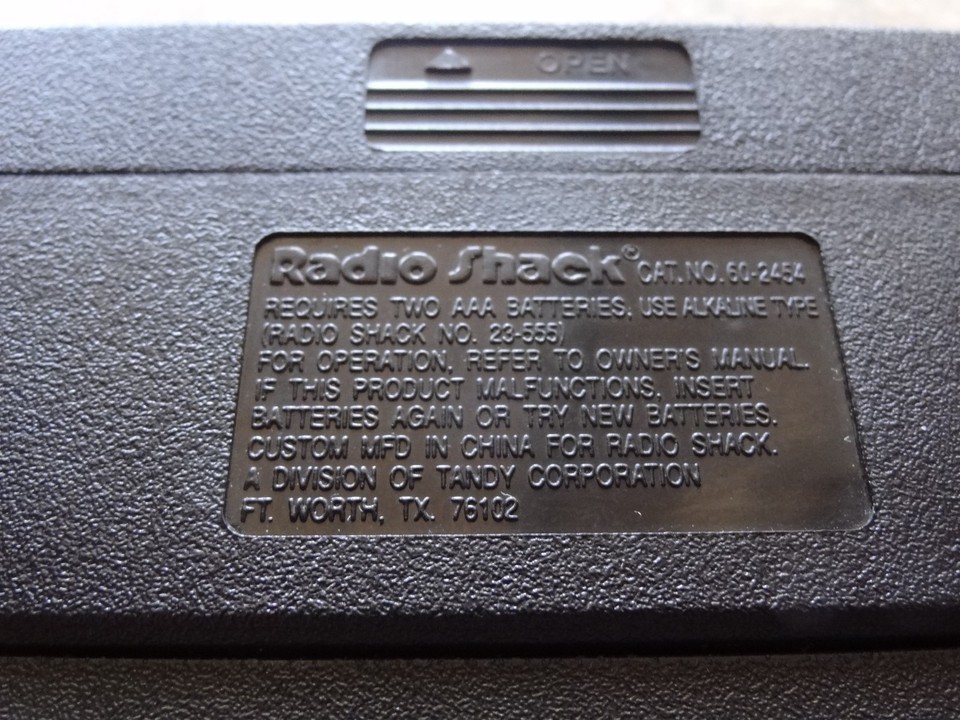 OPEN
Radio Shack® CAT. NO. 60-2454
REQUIRES TWO AAA BATTERIES, USE ALKALINE TYPE
(RADIO SHACK NO. 23-555)
FOR OPERATION, REFER TO OWNER'S MANUAL.
IF THIS PRODUCT MALFUNCTIONS, INSERT
BATTERIES AGAIN OR TRY NEW BATTERIES.
CUSTOM MFD IN CHINA FOR RADIO SHACK.
A DIVISION OF TANDY CORPORATION
FT. WORTH, TX. 76102